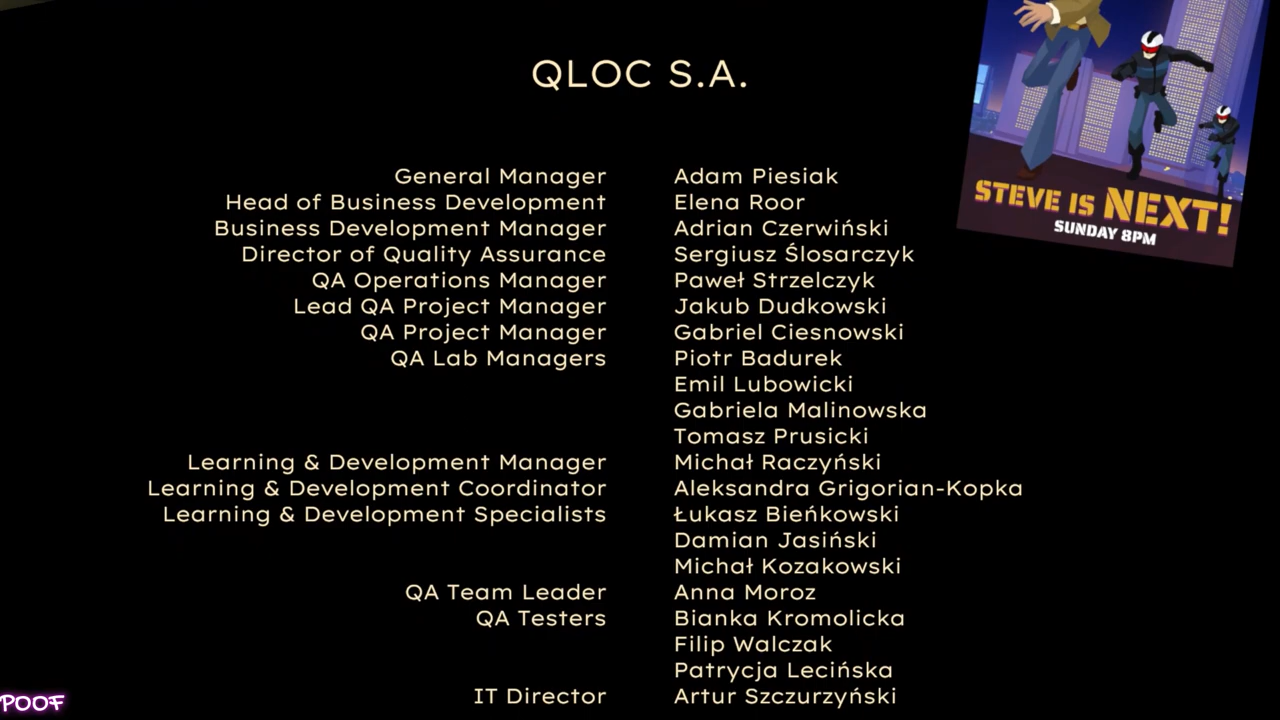 QLOC S.A.
General Manager Adam Piesiak
Head of Business Development Elena Roor
Business Development Manager Adrian Czerwiński
Director of Quality Assurance Sergiusz Ślosarczyk
QA Operations Manager Paweł Strzelczyk
Lead QA Project Manager Jakub Dudkowski
QA Project Manager Gabriel Ciesnowski
QA Lab Managers Piotr Badurek
Emil Lubowicki
Gabriela Malinowska
Tomasz Prusicki
Learning & Development Manager Michał Raczyński
Learning & Development Coordinator Aleksandra Grigorian-Kopka
Learning & Development Specialists Łukasz Bieńkowski
Damian Jasiński
Michał Kozakowski
QA Team Leader Anna Moroz
QA Testers Bianka Kromolicka
Filip Walczak
Patrycja Lecińska
IT Director Artur Szczurzyński
STEVE IS NEXT!
SUNDAY 8PM
POOF